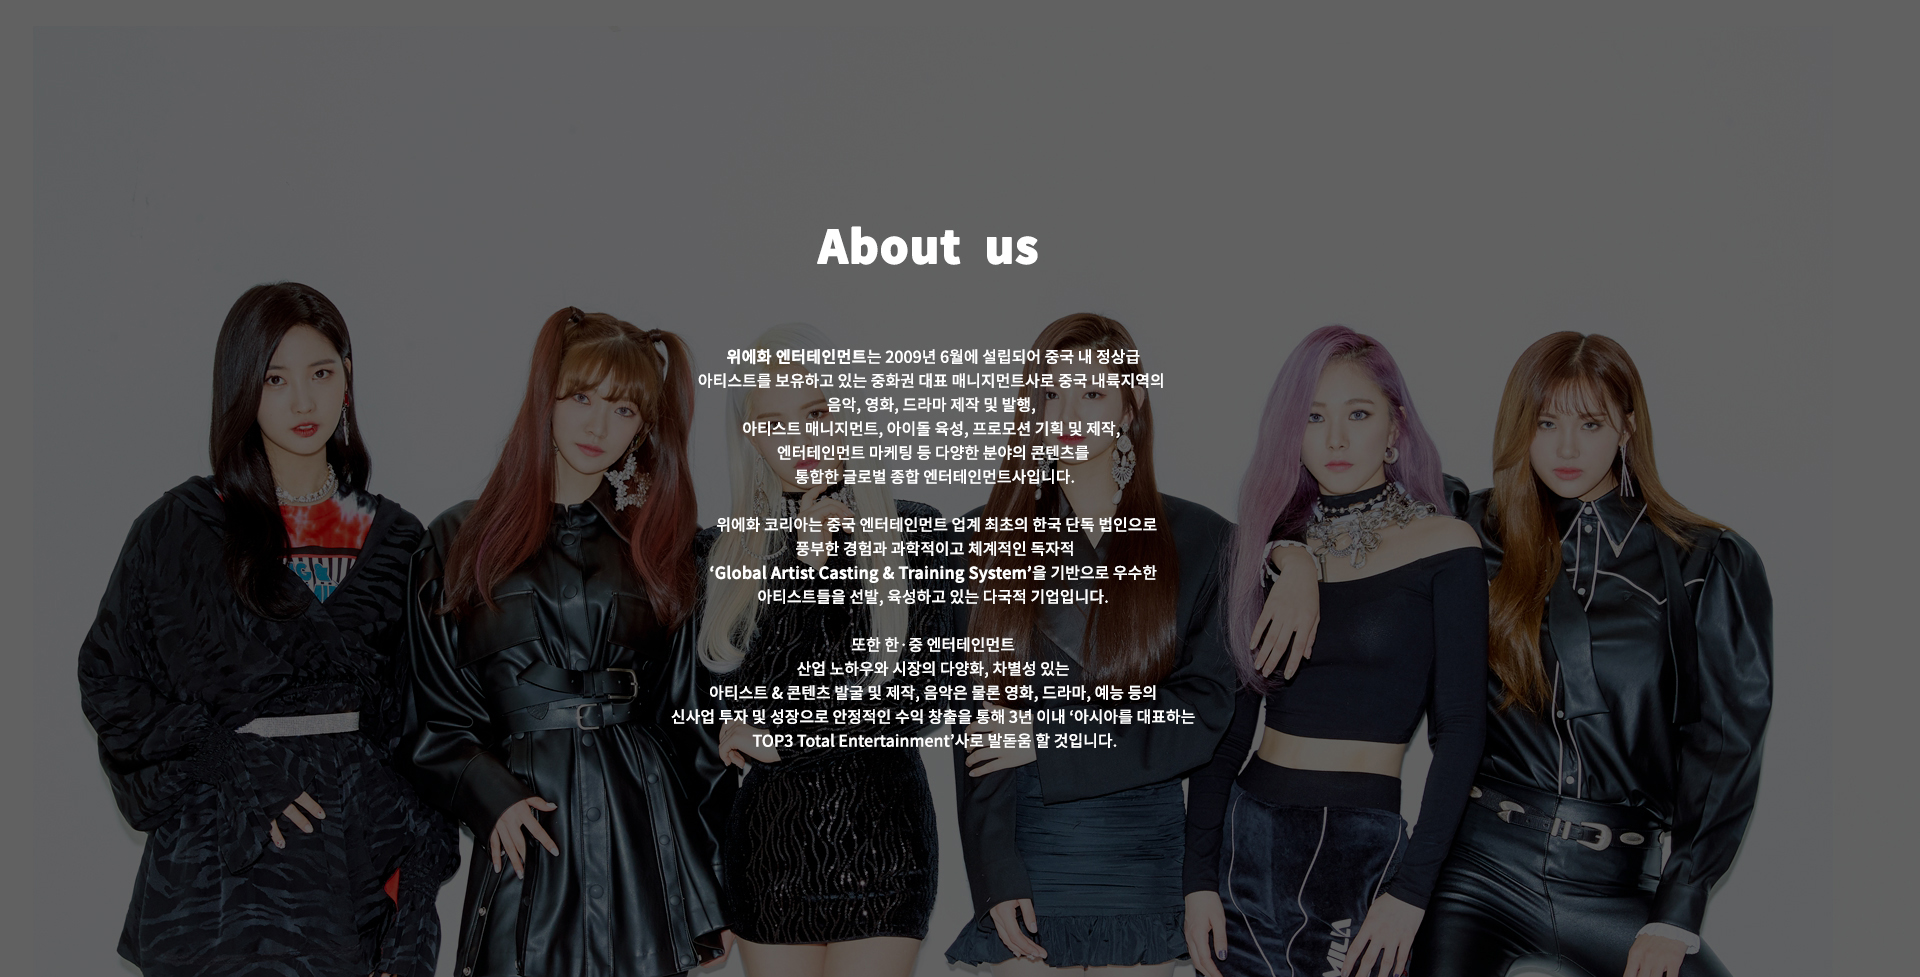 About us
위에화 엔터테인먼트는 2009년 6월에 설립되어 중국 내 정상급
아티스트를 보유하고 있는 중화권 대표 매니지먼트사로 중국 내륙지역의
음악, 영화, 드라마 제작 및 발행,
아티스트 매니지먼트, 아이돌 육성, 프로모션 기획 및 제작,
엔터테인먼트 마케팅 등 다양한 분야의 콘텐츠를
통합한 글로벌 종합 엔터테인먼트사입니다.
위에화 코리아는 중국 엔터테인먼트 업계 최초의 한국 단독 법인으로
풍부한 경험과 과학적이고 체계적인 독자적
‘Global Artist Casting & Training System’을 기반으로 우수한
아티스트들을 선발, 육성하고 있는 다국적 기업입니다.
또한 한·중 엔터테인먼트
산업 노하우와 시장의 다양화, 차별성 있는
아티스트 & 콘텐츠 발굴 및 제작, 음악은 물론 영화, 드라마, 예능 등의
신사업 투자 및 성장으로 안정적인 수익 창출을 통해 3년 이내 ‘아시아를 대표하는
TOP3 Total Entertainment’사로 발돋움 할 것입니다.